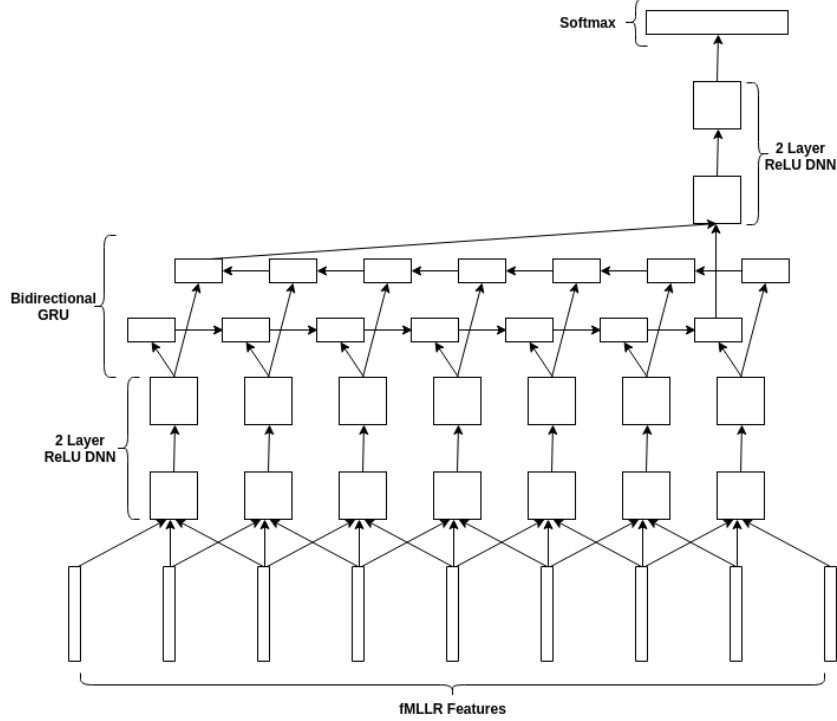 Softmax
2 Layer
ReLU DNN
Bidirectional
GRU
2 Layer
ReLU DNN
fMLLR Features